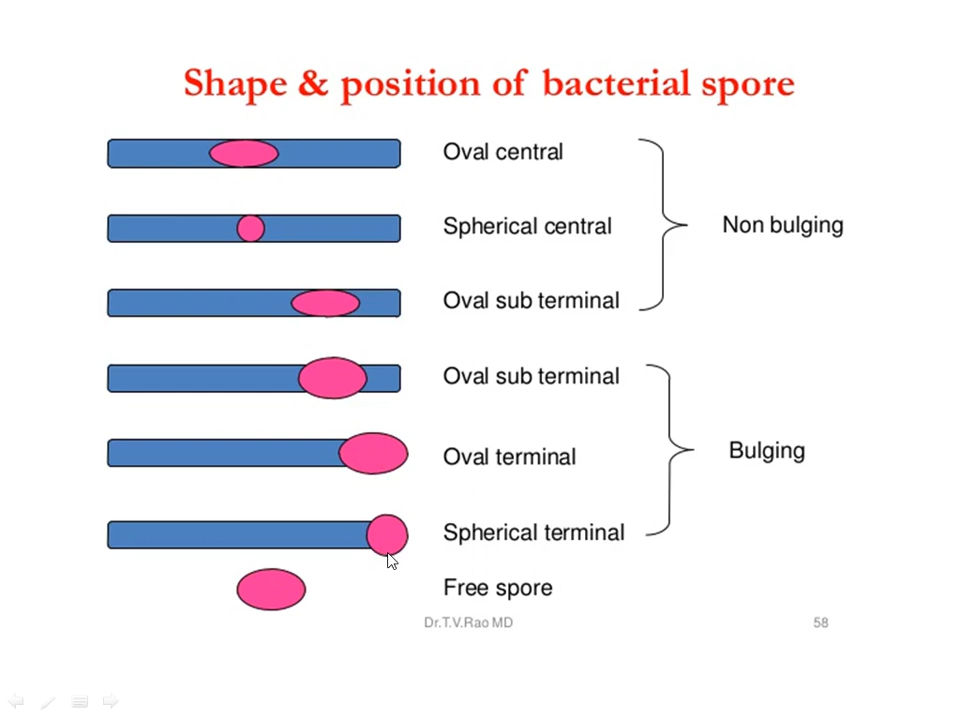 Shape & position of bacterial spore
Oval central
Spherical central
Non bulging
Oval sub terminal
Oval sub terminal
Oval terminal
Bulging
Spherical terminal
Free spore
Dr.T.V.Rao MD
58